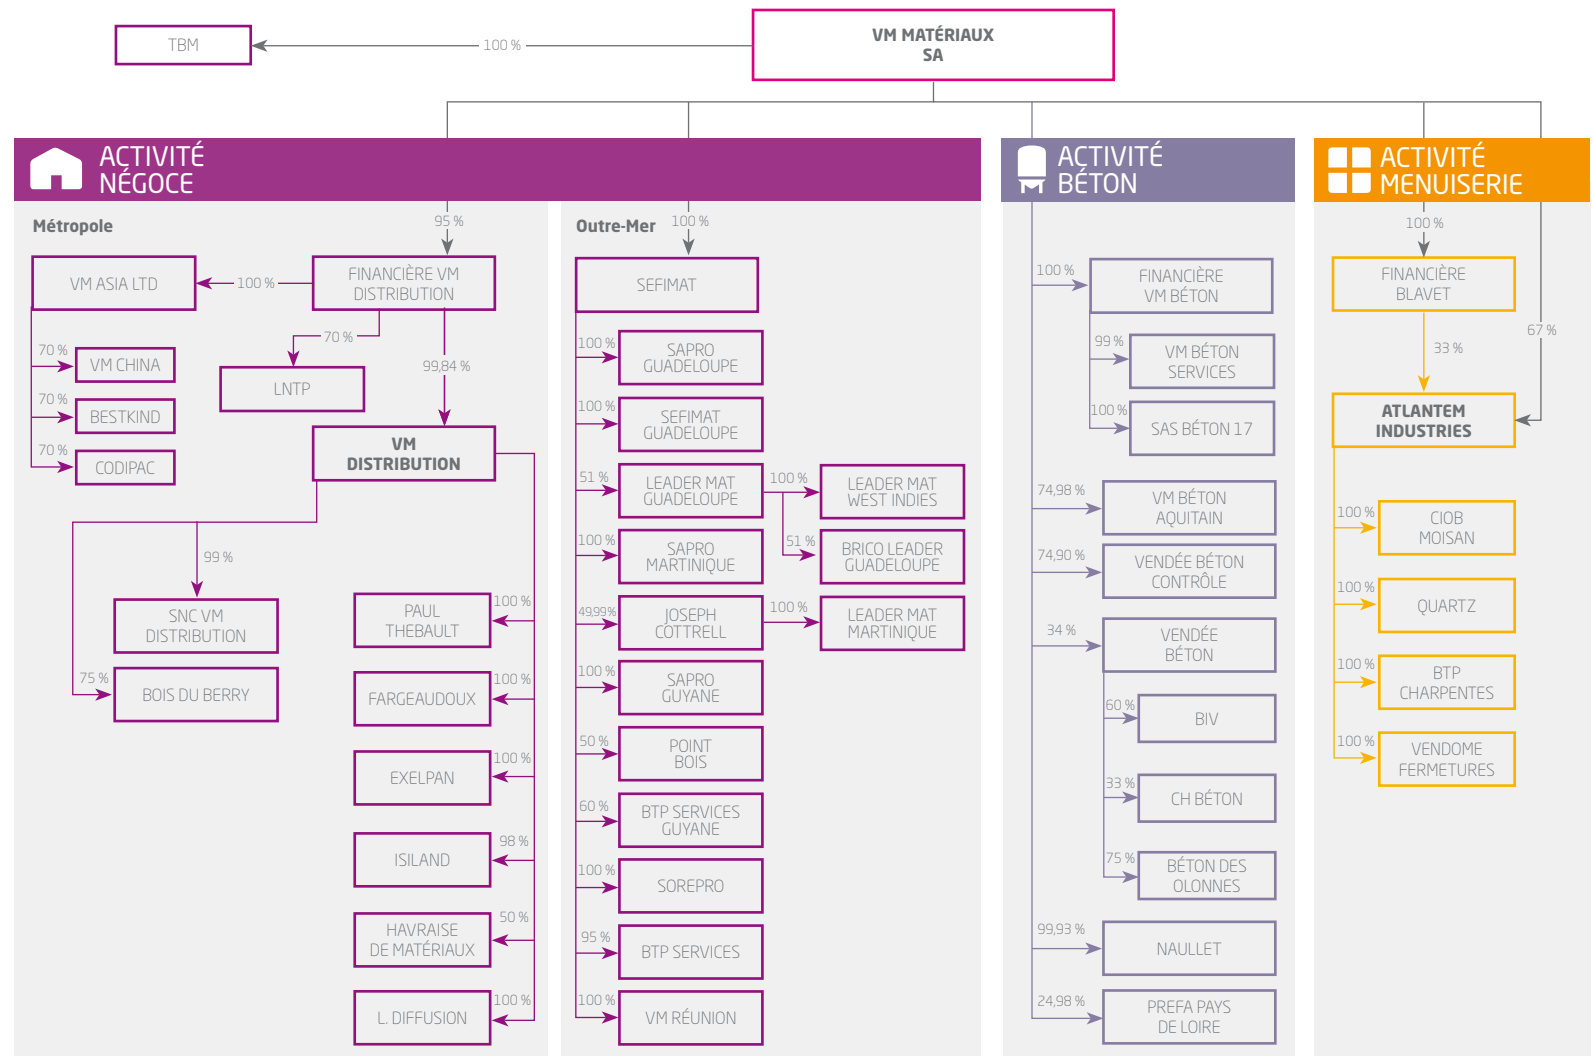 TBM
100 %
VM MATÉRIAUX
SA
ACTIVITÉ
NÉGOCE
Métropole
95 %
VM ASIA LTD
100 %
FINANCIÈRE VM
DISTRIBUTION
70 %
VM CHINA
70 %
BESTKIND
70 %
CODIPAC
70 %
LNTP
99,84 %
VM
DISTRIBUTION
99 %
SNC VM
DISTRIBUTION
75 %
BOIS DU BERRY
100 %
PAUL
THEBAULT
100 %
FARGEAUDOUX
100 %
EXELPAN
98 %
ISILAND
50 %
HAVRAISE
DE MATÉRIAUX
100 %
L. DIFFUSION
Outre-Mer
100 %
SEFIMAT
100 %
SAPRO
GUADELOUPE
100 %
SEFIMAT
GUADELOUPE
51 %
LEADER MAT
GUADELOUPE
100 %
LEADER MAT
WEST INDIES
51 %
BRICO LEADER
GUADELOUPE
100 %
SAPRO
MARTINIQUE
49,99%
JOSEPH
COTTRELL
100 %
LEADER MAT
MARTINIQUE
100 %
SAPRO
GUYANE
50 %
POINT
BOIS
60 %
BTP SERVICES
GUYANE
100 %
SOREPRO
95 %
BTP SERVICES
100 %
VM RÉUNION
ACTIVITÉ
BÉTON
100 %
FINANCIÈRE
VM BÉTON
99 %
VM BÉTON
SERVICES
100 %
SAS BÉTON 17
74,98 %
VM BÉTON
AQUITAIN
74,90 %
VENDÉE BÉTON
CONTRÔLE
34 %
VENDÉE
BÉTON
60 %
BIV
33 %
CH BÉTON
75 %
BÉTON DES
OLONNES
99,93 %
NAULLET
24,98 %
PREFA PAYS
DE LOIRE
ACTIVITÉ
MENUISERIE
100 %
FINANCIÈRE
BLAVET
67 %
33 %
ATLANTEM
INDUSTRIES
100 %
CIOB
MOISAN
100 %
QUARTZ
100 %
BTP
CHARPENTES
100 %
VENDOME
FERMETURES